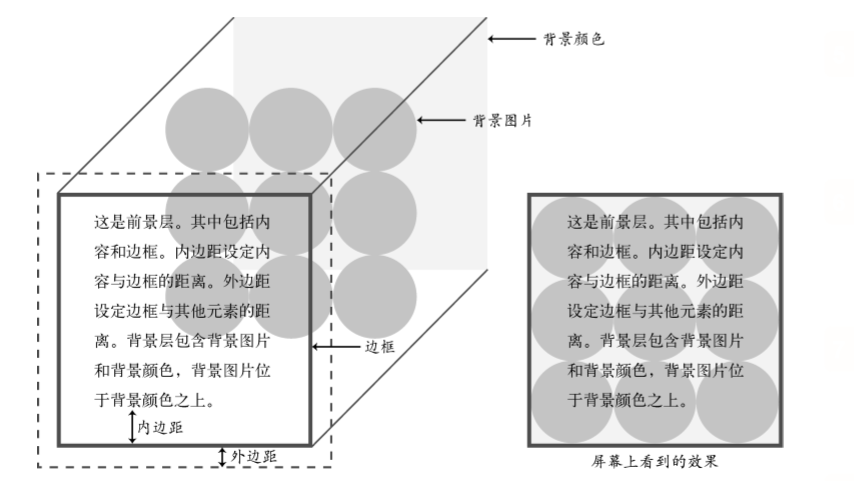 背景颜色
背景图片
这是前景层。其中包括内
容和边框。内边距设定内
容与边框的距离。外边距
设定边框与其他元素的距
离。背景层包含背景图片
和背景颜色，背景图片位
于背景颜色之上。
边框
内边距
外边距
这是前景层。其中包括内
容和边框。内边距设定内
容与边框的距离。外边距
设定边框与其他元素的距
离。背景层包含背景图片
和背景颜色，背景图片位
于背景颜色之上。
屏幕上看到的效果